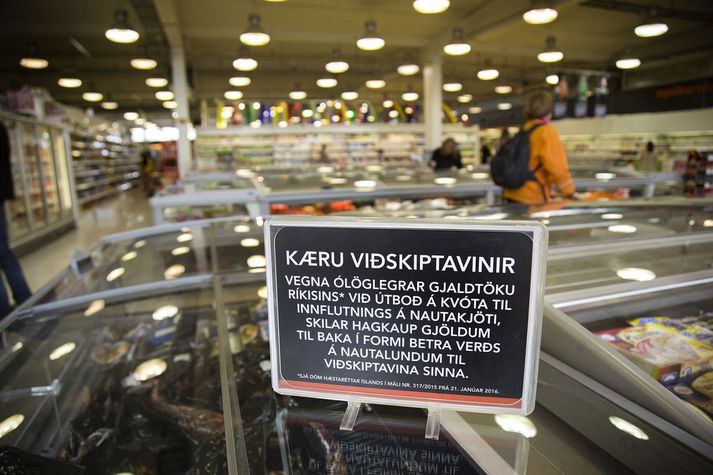 KÆRU VIÐSKIPTAVINIR
VEGNA ÓLÖGLEGRAR GJALDTÖKU
RÍKISINS* VIÐ ÚTBOÐ Á KVÓTA TIL
INNFLUTNINGS Á NAUTAKJÖTI,
SKILAR HAGKAUP GJÖLDUM
TIL BAKA Í FORMI BETRA VERÐS
Á NAUTALUNDUM TIL
VIÐSKIPTAVINA SINNA.
*SJÁ DÓM HÆSTARÉTTAR ÍSLANDS Í MÁLI NR. 317/2015 FRÁ 21. JANÚAR 2016.